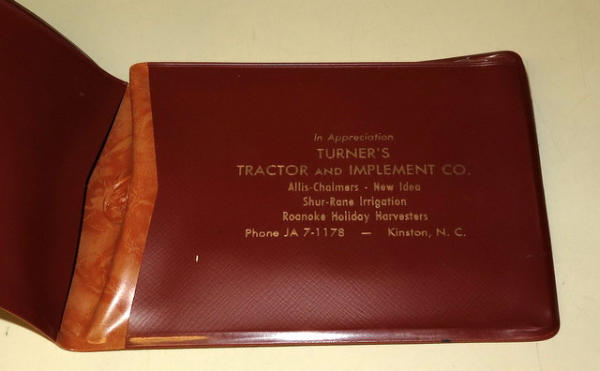 In Appreciation
TURNER'S
TRACTOR AND IMPLEMENT CO.
Allis-Chalmers - New Idea
Shur-Rane Irrigation
Roanoke Holiday Harvesters
Phone JA 7-1178 — Kinston, N. C.